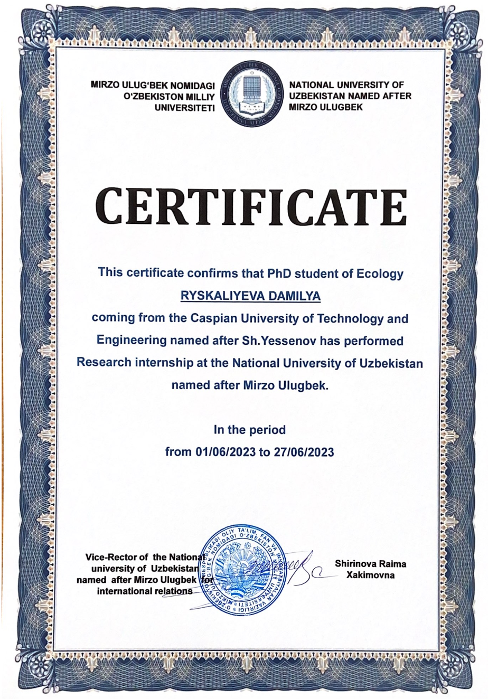 MIRZO ULUG‘BEK NOMIDAGI
O‘ZBEKISTON MILLIY
UNIVERSITETI
NATIONAL UNIVERSITY OF
UZBEKISTAN NAMED AFTER
MIRZO ULUGBEK
CERTIFICATE
This certificate confirms that PhD student of Ecology
RYSKALIYEVA DAMILYA
coming from the Caspian University of Technology and
Engineering named after Sh.Yessenov has performed
Research internship at the National University of Uzbekistan
named after Mirzo Ulugbek.
In the period
from 01/06/2023 to 27/06/2023
Vice-Rector of the National
university of Uzbekistan
named after Mirzo Ulugbek for
international relations
Shirinova Raima
Xakimovna